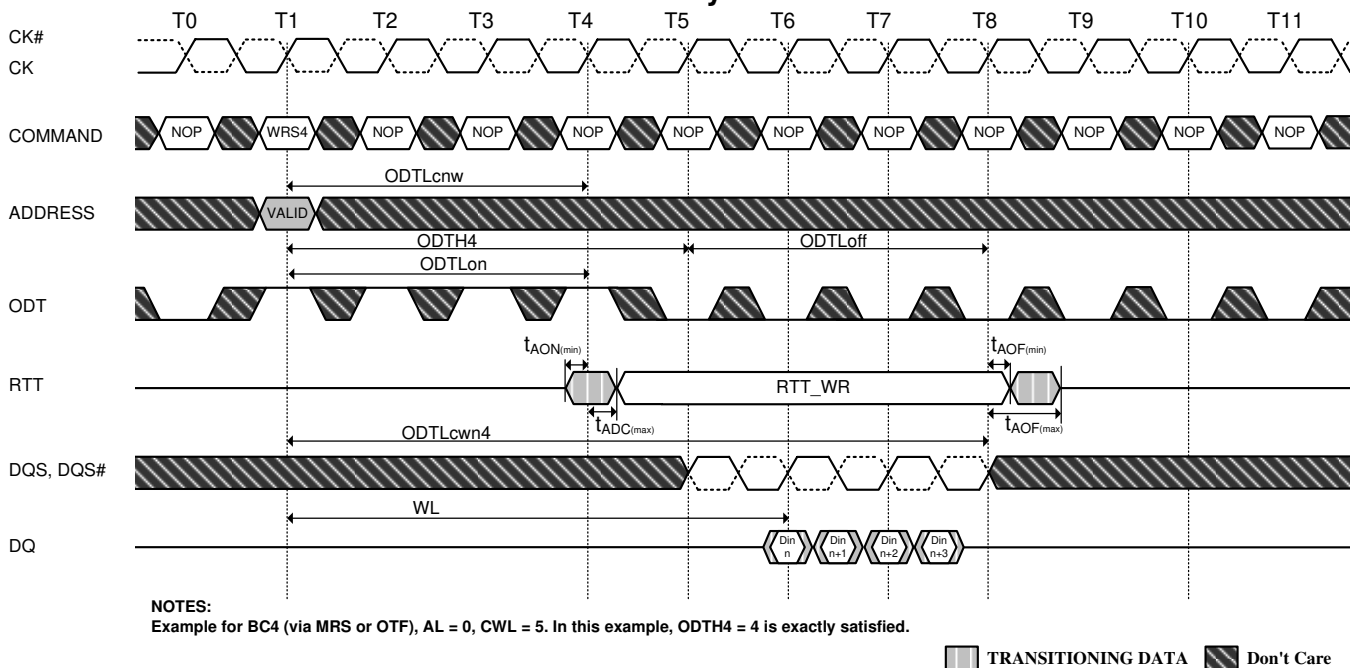 T0 T1 T2 T3 T4 T5 T6 T7 T8 T9 T10 T11
CK#
CK
COMMAND NOP WRS4 NOP NOP NOP NOP NOP NOP NOP NOP NOP NOP
ODTLcnw
ADDRESS VALID
ODTH4 ODTLoff
ODTLon
ODT
tAON(min) tAOF(min)
RTT RTT_WR
tADC(max) tAOF(max)
ODTLcwn4
DQS, DQS#
WL
DQ Din n Din n+1 Din n+2 Din n+3
NOTES:
Example for BC4 (via MRS or OTF), AL = 0, CWL = 5. In this example, ODTH4 = 4 is exactly satisfied.
TRANSITIONING DATA Don't Care